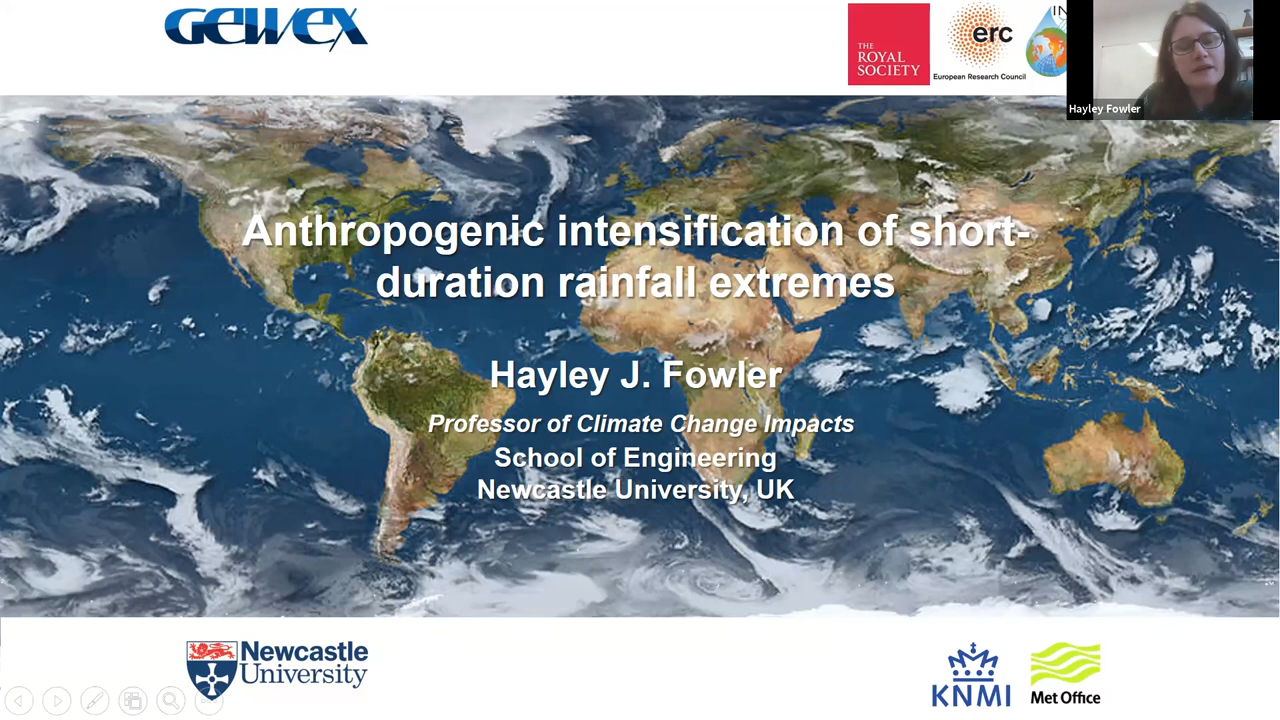 GEWEX
THE
ROYAL
SOCIETY
erc
European Research Council
IN
Hayley Fowler
Anthropogenic intensification of short-
duration rainfall extremes
Hayley J. Fowler
Professor of Climate Change Impacts
School of Engineering
Newcastle University, UK
Newcastle
University
KNMI
Met Office